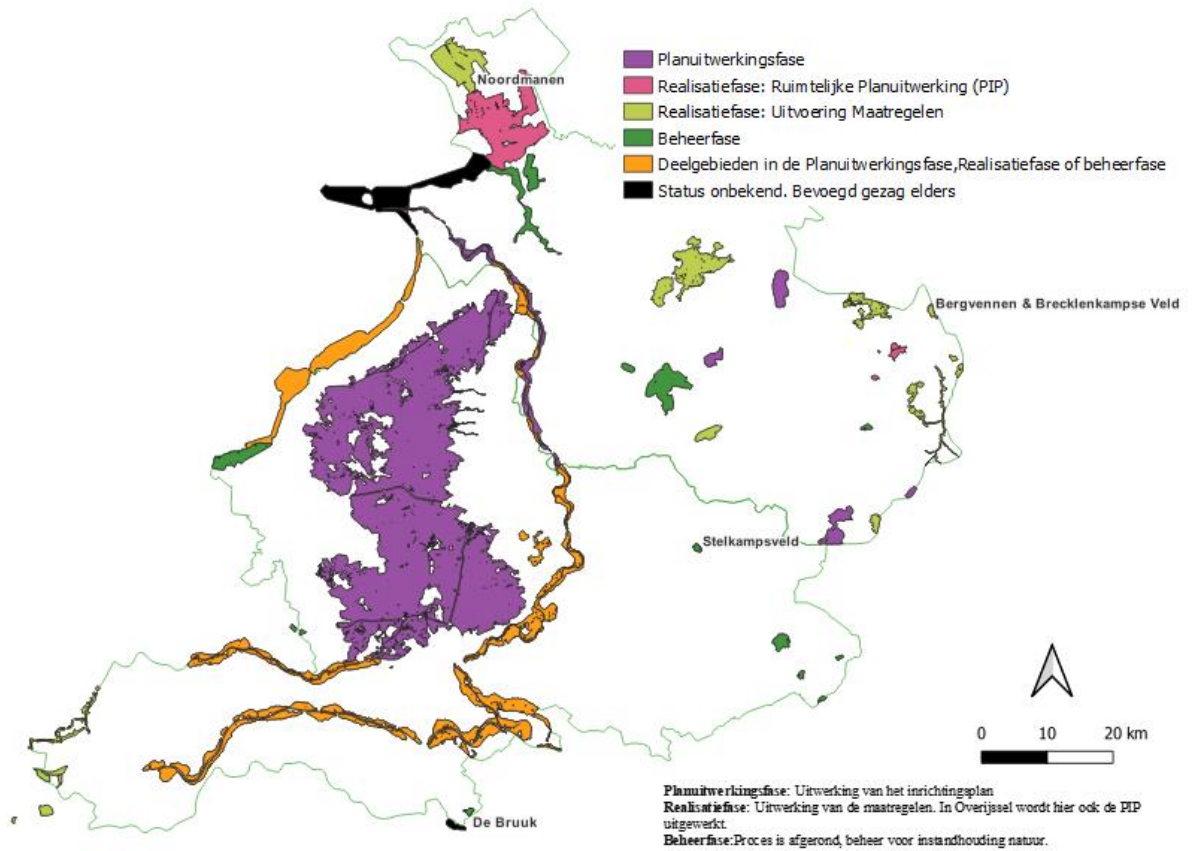 Noordmanen
Planuitwerkingsfase
Realisatiefase: Ruimtelijke Planuitwerking (PIP)
Realisatiefase: Uitvoering Maatregelen
Beheerfase
Deelgebieden in de Planuitwerkingsfase,Realisatiefase of beheerfase
Status onbekend. Bevoegd gezag elders
Bergvennen & Brecklenkampse Veld
Stelkampsveld
De Bruuk
0 10 20 km
Planuitwerkingsfase: Uitwerking van het inrichtingsplan
Realisatiefase: Uitwerking van de maatregelen. In Overijssel wordt hier ook de PIP
uitgewerkt.
Beheerfase:Proces is afgerond, beheer voor instandhouding natuur.